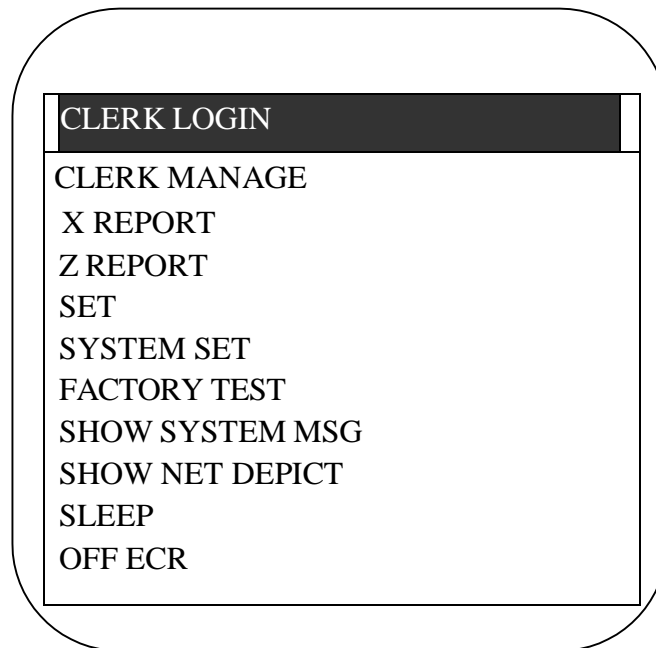 CLERK LOGIN
CLERK MANAGE
X REPORT
Z REPORT
SET
SYSTEM SET
FACTORY TEST
SHOW SYSTEM MSG
SHOW NET DEPICT
SLEEP
OFF ECR